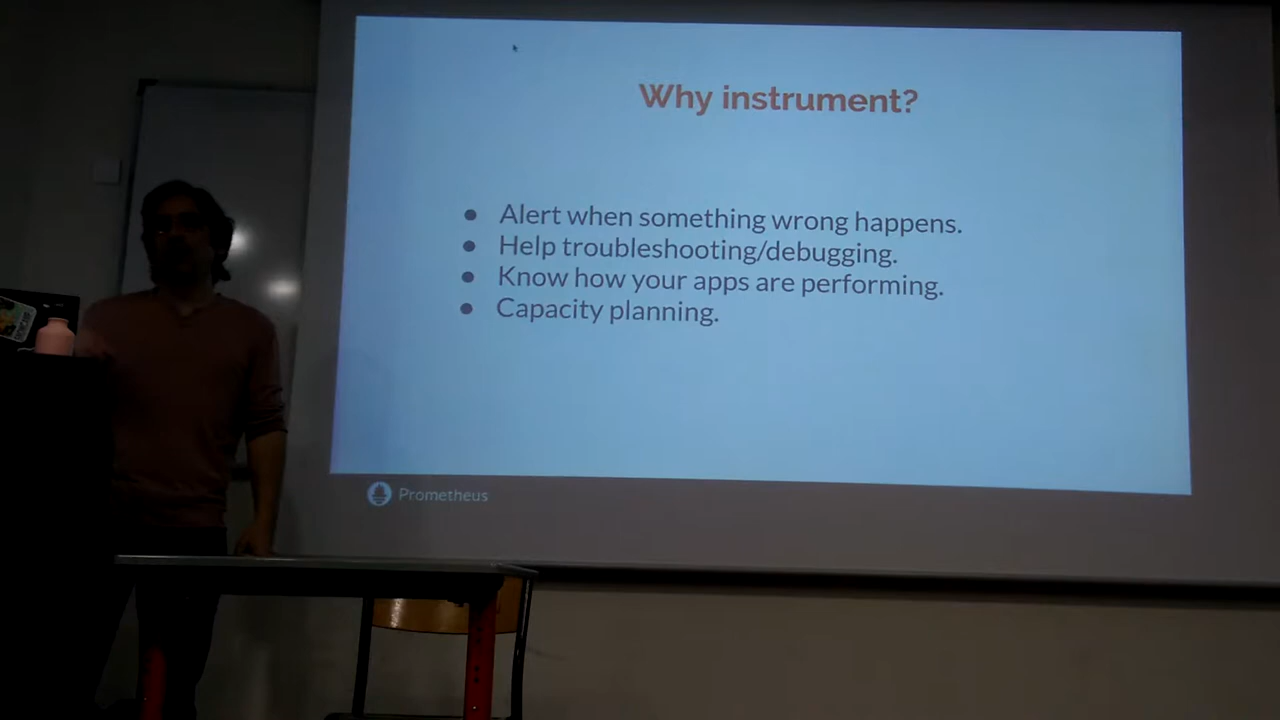 Why instrument?
● Alert when something wrong happens.
● Help troubleshooting/debugging.
● Know how your apps are performing.
● Capacity planning.
Prometheus